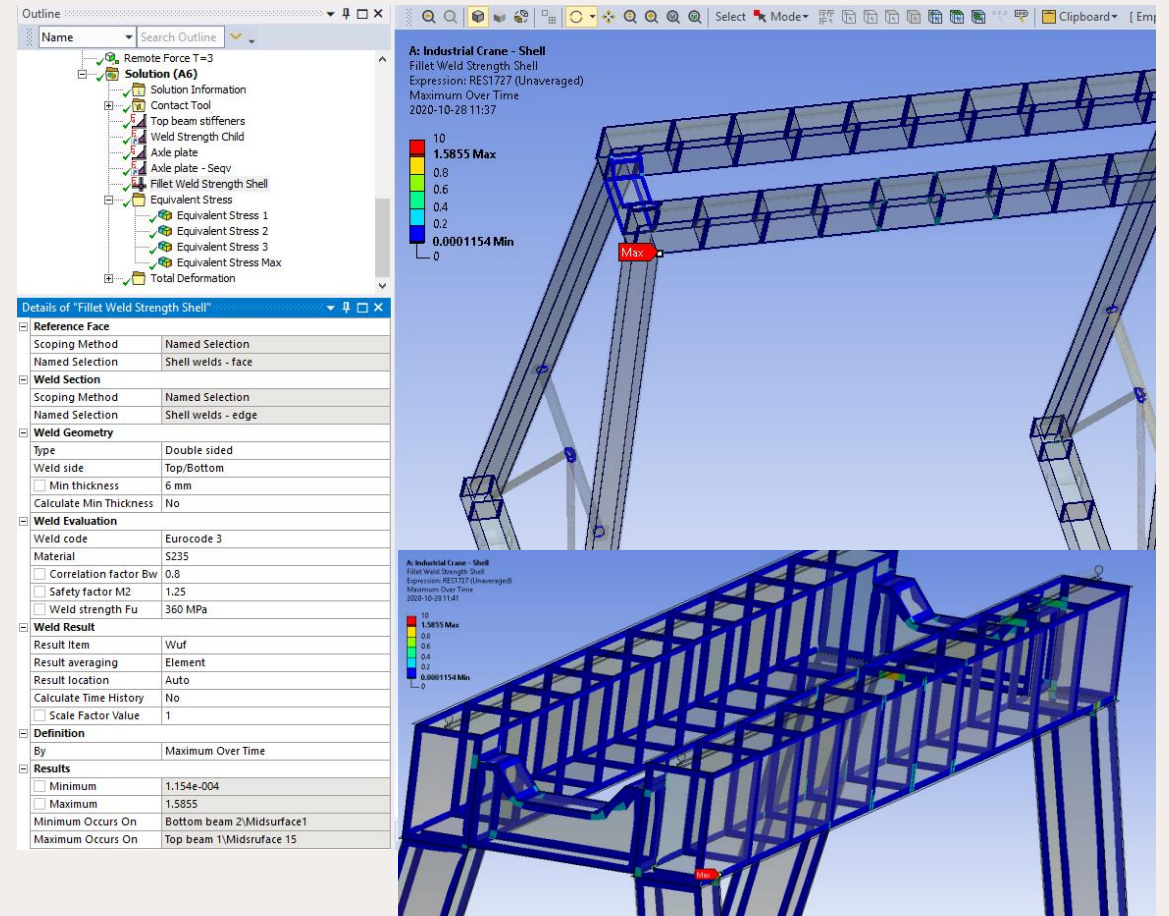 Outline
Name
Search Outline
Remote Force T=3
Solution (A6)
Solution Information
Contact Tool
Top beam stiffeners
Weld Strength Child
Axle plate
Axle plate - Seqv
Fillet Weld Strength Shell
Equivalent Stress
Equivalent Stress 1
Equivalent Stress 2
Equivalent Stress 3
Equivalent Stress Max
Total Deformation
Details of "Fillet Weld Strength Shell"
Reference Face
Scoping Method Named Selection
Named Selection Shell welds - face
Weld Section
Scoping Method Named Selection
Named Selection Shell welds - edge
Weld Geometry
Type Double sided
Weld side Top/Bottom
Min thickness 6 mm
Calculate Min Thickness No
Weld Evaluation
Weld code Eurocode 3
Material S235
Correlation factor Bw 0.8
Safety factor M2 1.25
Weld strength Fu 360 MPa
Weld Result
Result Item Wuf
Result averaging Element
Result location Auto
Calculate Time History No
Scale Factor Value 1
Definition
By Maximum Over Time
Results
Minimum 1.154e-004
Maximum 1.5855
Minimum Occurs On Bottom beam 2\Midsurface1
Maximum Occurs On Top beam 1\Midsruface 15
Select Mode Clipboard [ Emp
A: Industrial Crane - Shell
Fillet Weld Strength Shell
Expression: RES1727 (Unaveraged)
Maximum Over Time
2020-10-28 11:37
10
1.5855 Max
0.8
0.6
0.4
0.2
0.0001154 Min
0
Max
A: Industrial Crane - Shell
Fillet Weld Strength Shell
Expression: RES1727 (Unaveraged)
Maximum Over Time
2020-10-28 11:41
10
1.5855 Max
0.8
0.6
0.4
0.2
0.0001154 Min
0
Max